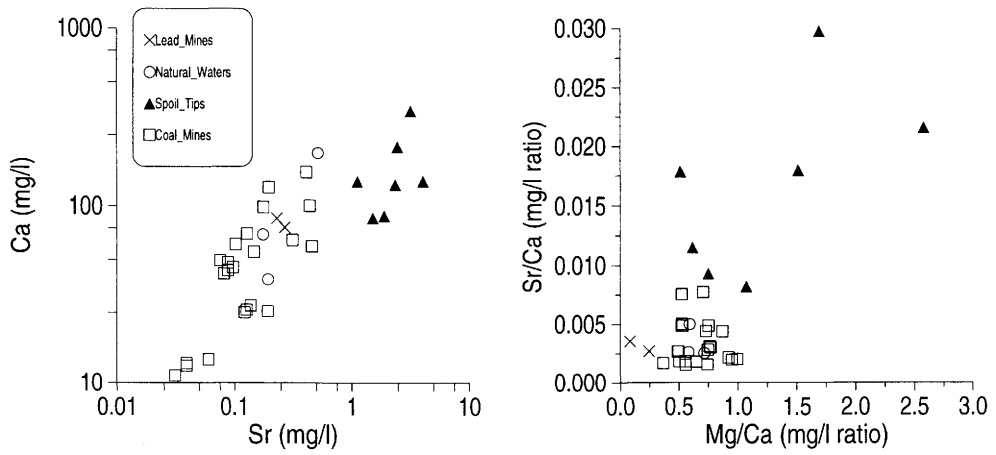 1000
100
10
Ca (mg/l)
Lead_Mines
Natural_Waters
Spoil_Tips
Coal_Mines
0.01
0.1
1
10
Sr (mg/l)
0.030
0.025
0.020
0.015
0.010
0.005
0.000
Sr/Ca (mg/l ratio)
0.0
0.5
1.0
1.5
2.0
2.5
3.0
Mg/Ca (mg/l ratio)